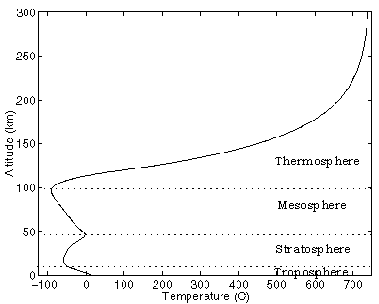 300
250
200
150
100
50
0
Altitude (km)
Thermosphere
Mesosphere
Stratosphere
Troposphere
−100 0 100 200 300 400 500 600 700
Temperature (C)